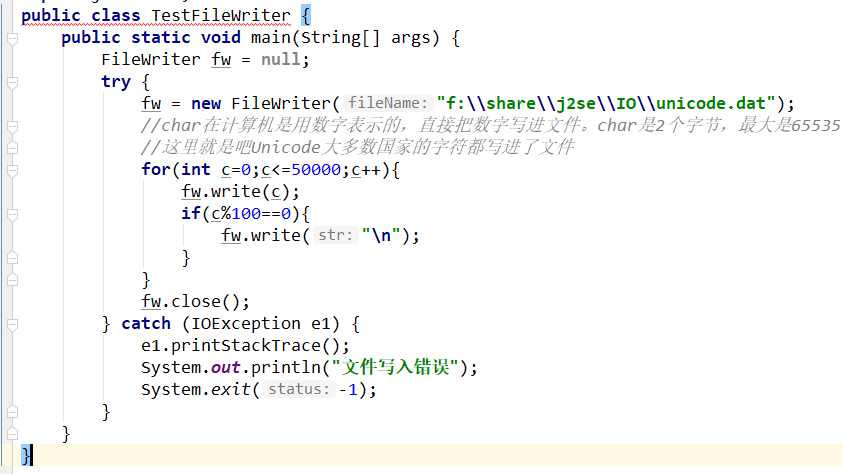 public class TestFileWriter {
    public static void main(String[] args) {
        FileWriter fw = null;
        try {
            fw = new FileWriter( fileName: "f:\\share\\j2se\\IO\\unicode.dat");
            //char在计算机是用数字表示的，直接把数字写进文件。char是2个字节，最大是65535
            //这里就是吧Unicode大多数国家的字符都写进了文件
            for(int c=0;c<=50000;c++){
                fw.write(c);
                if(c%100==0){
                    fw.write( str: "\n");
                }
            }
            fw.close();
        } catch (IOException e1) {
            e1.printStackTrace();
            System.out.println("文件写入错误");
            System.exit( status: -1);
        }
    }
}